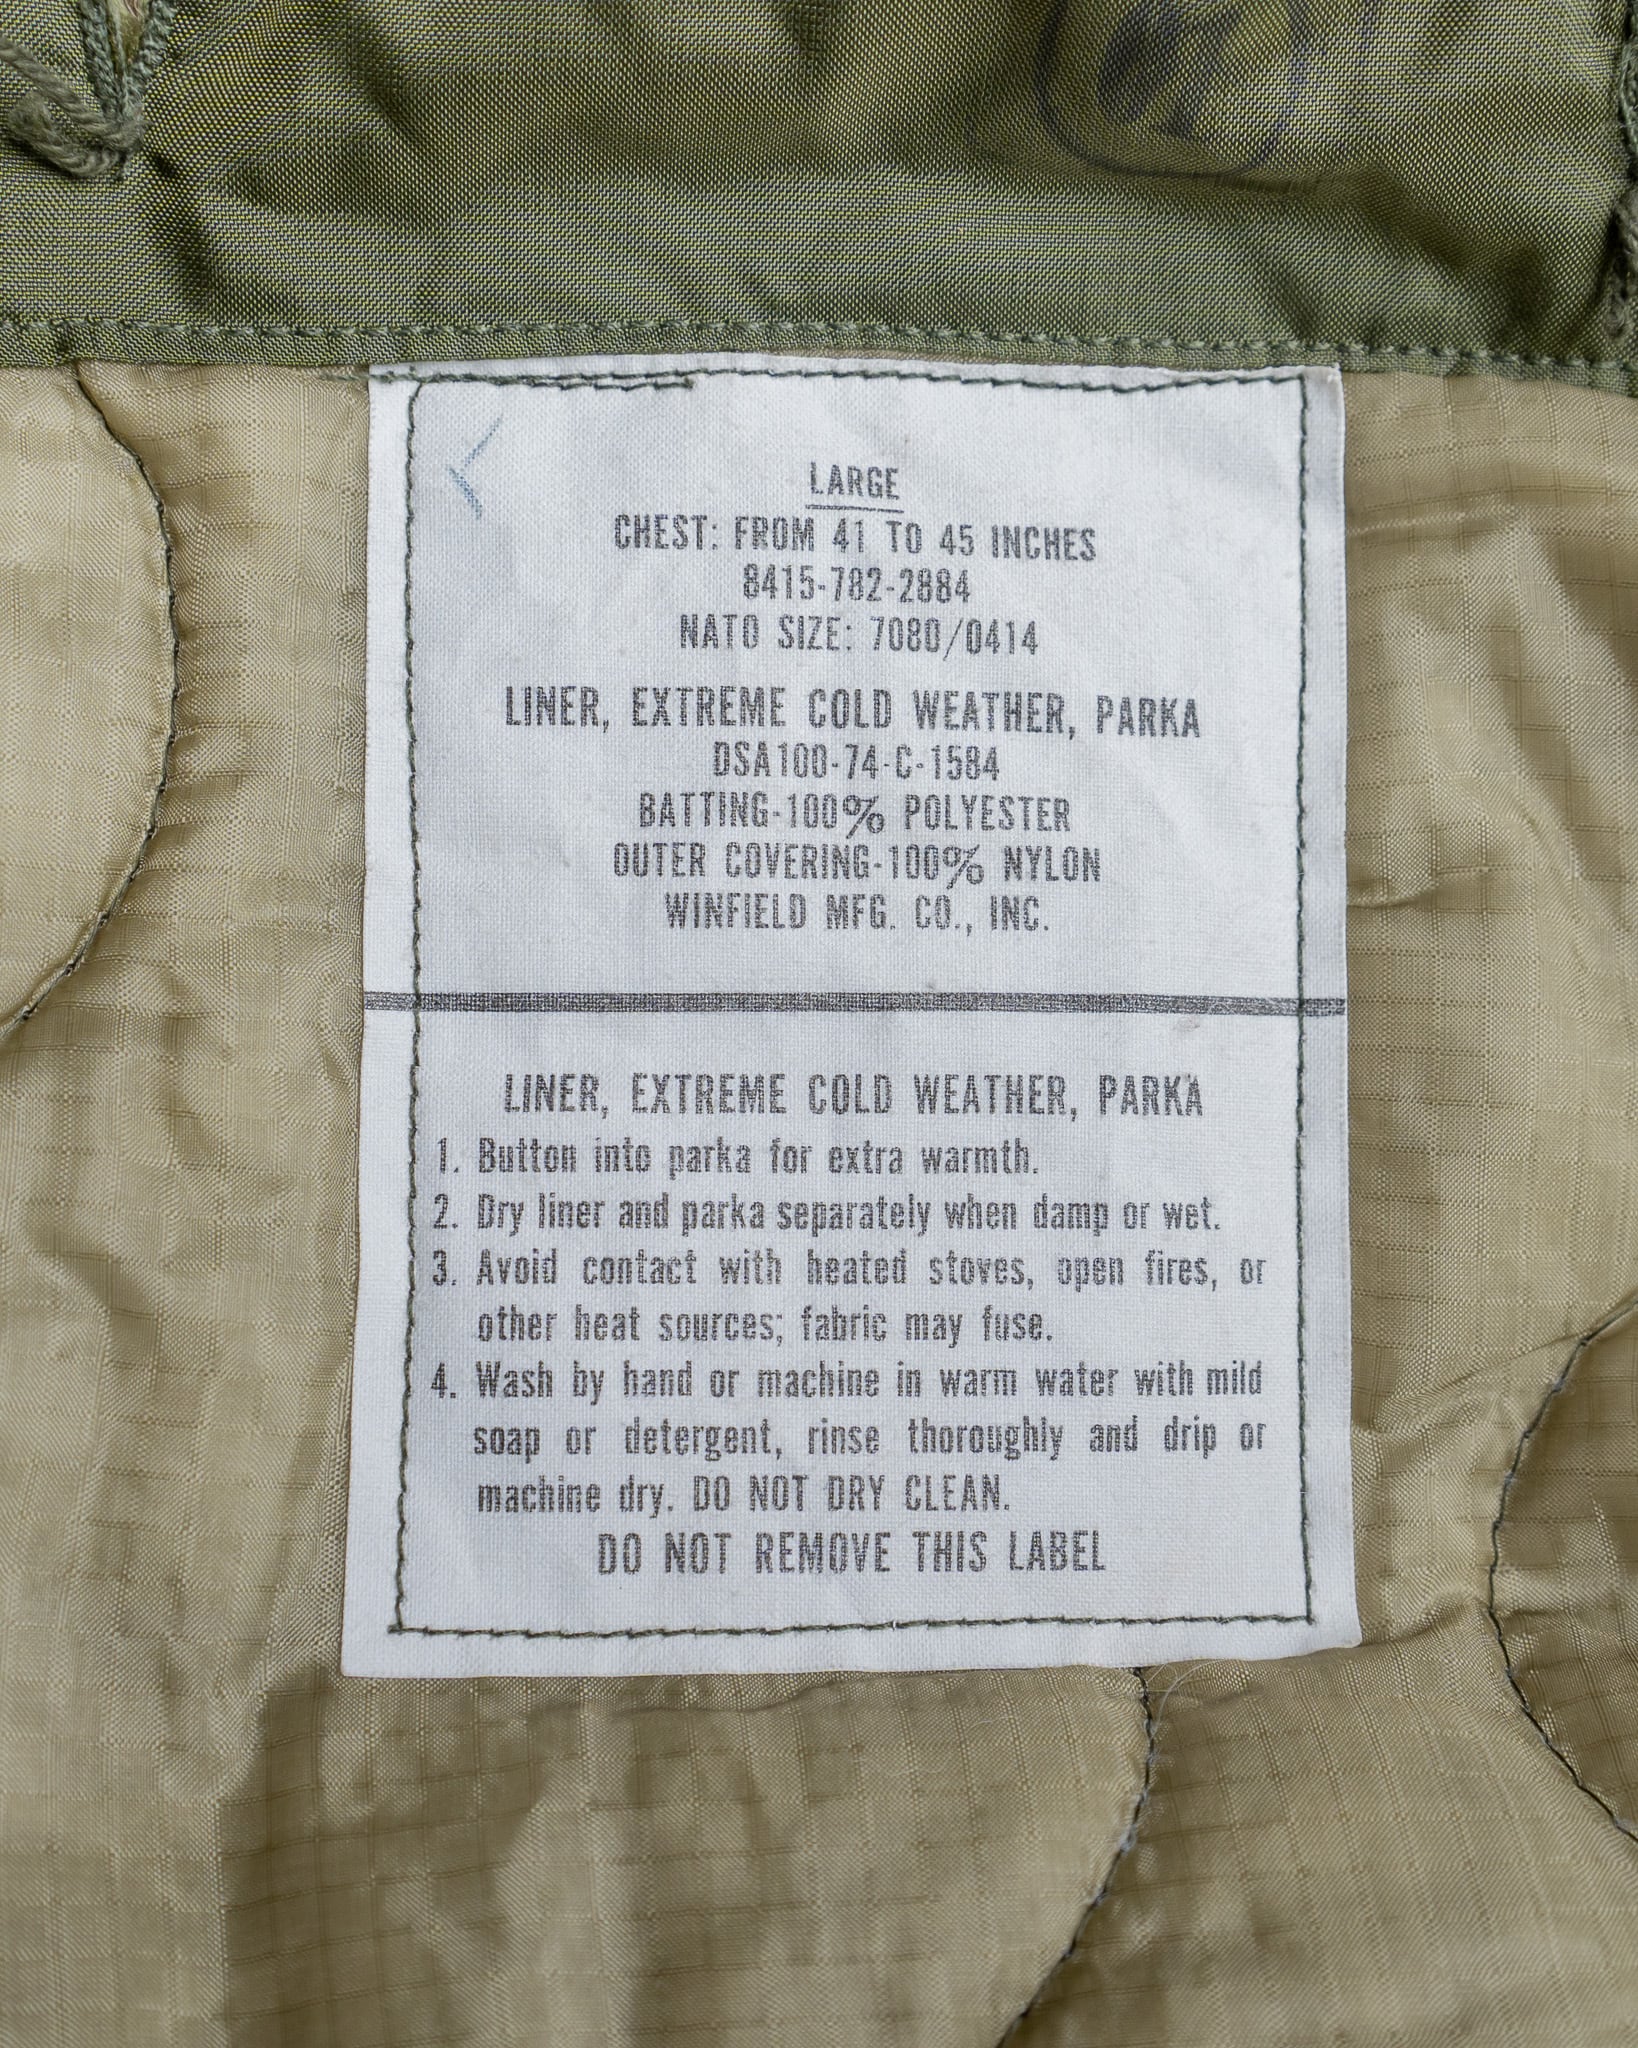 LARGE
CHEST: FROM 41 TO 45 INCHES
8415-782-2884
NATO SIZE: 7080/0414
LINER, EXTREME COLD WEATHER, PARKA
DSA100-74-C-1584
BATTING-100% POLYESTER
OUTER COVERING-100% NYLON
WINFIELD MFG. CO., INC.
LINER, EXTREME COLD WEATHER, PARKA
1. Button into parka for extra warmth.
2. Dry liner and parka separately when damp or wet.
3. Avoid contact with heated stoves, open fires, or
other heat sources; fabric may fuse.
4. Wash by hand or machine in warm water with mild
soap or detergent, rinse thoroughly and drip or
machine dry. DO NOT DRY CLEAN.
DO NOT REMOVE THIS LABEL